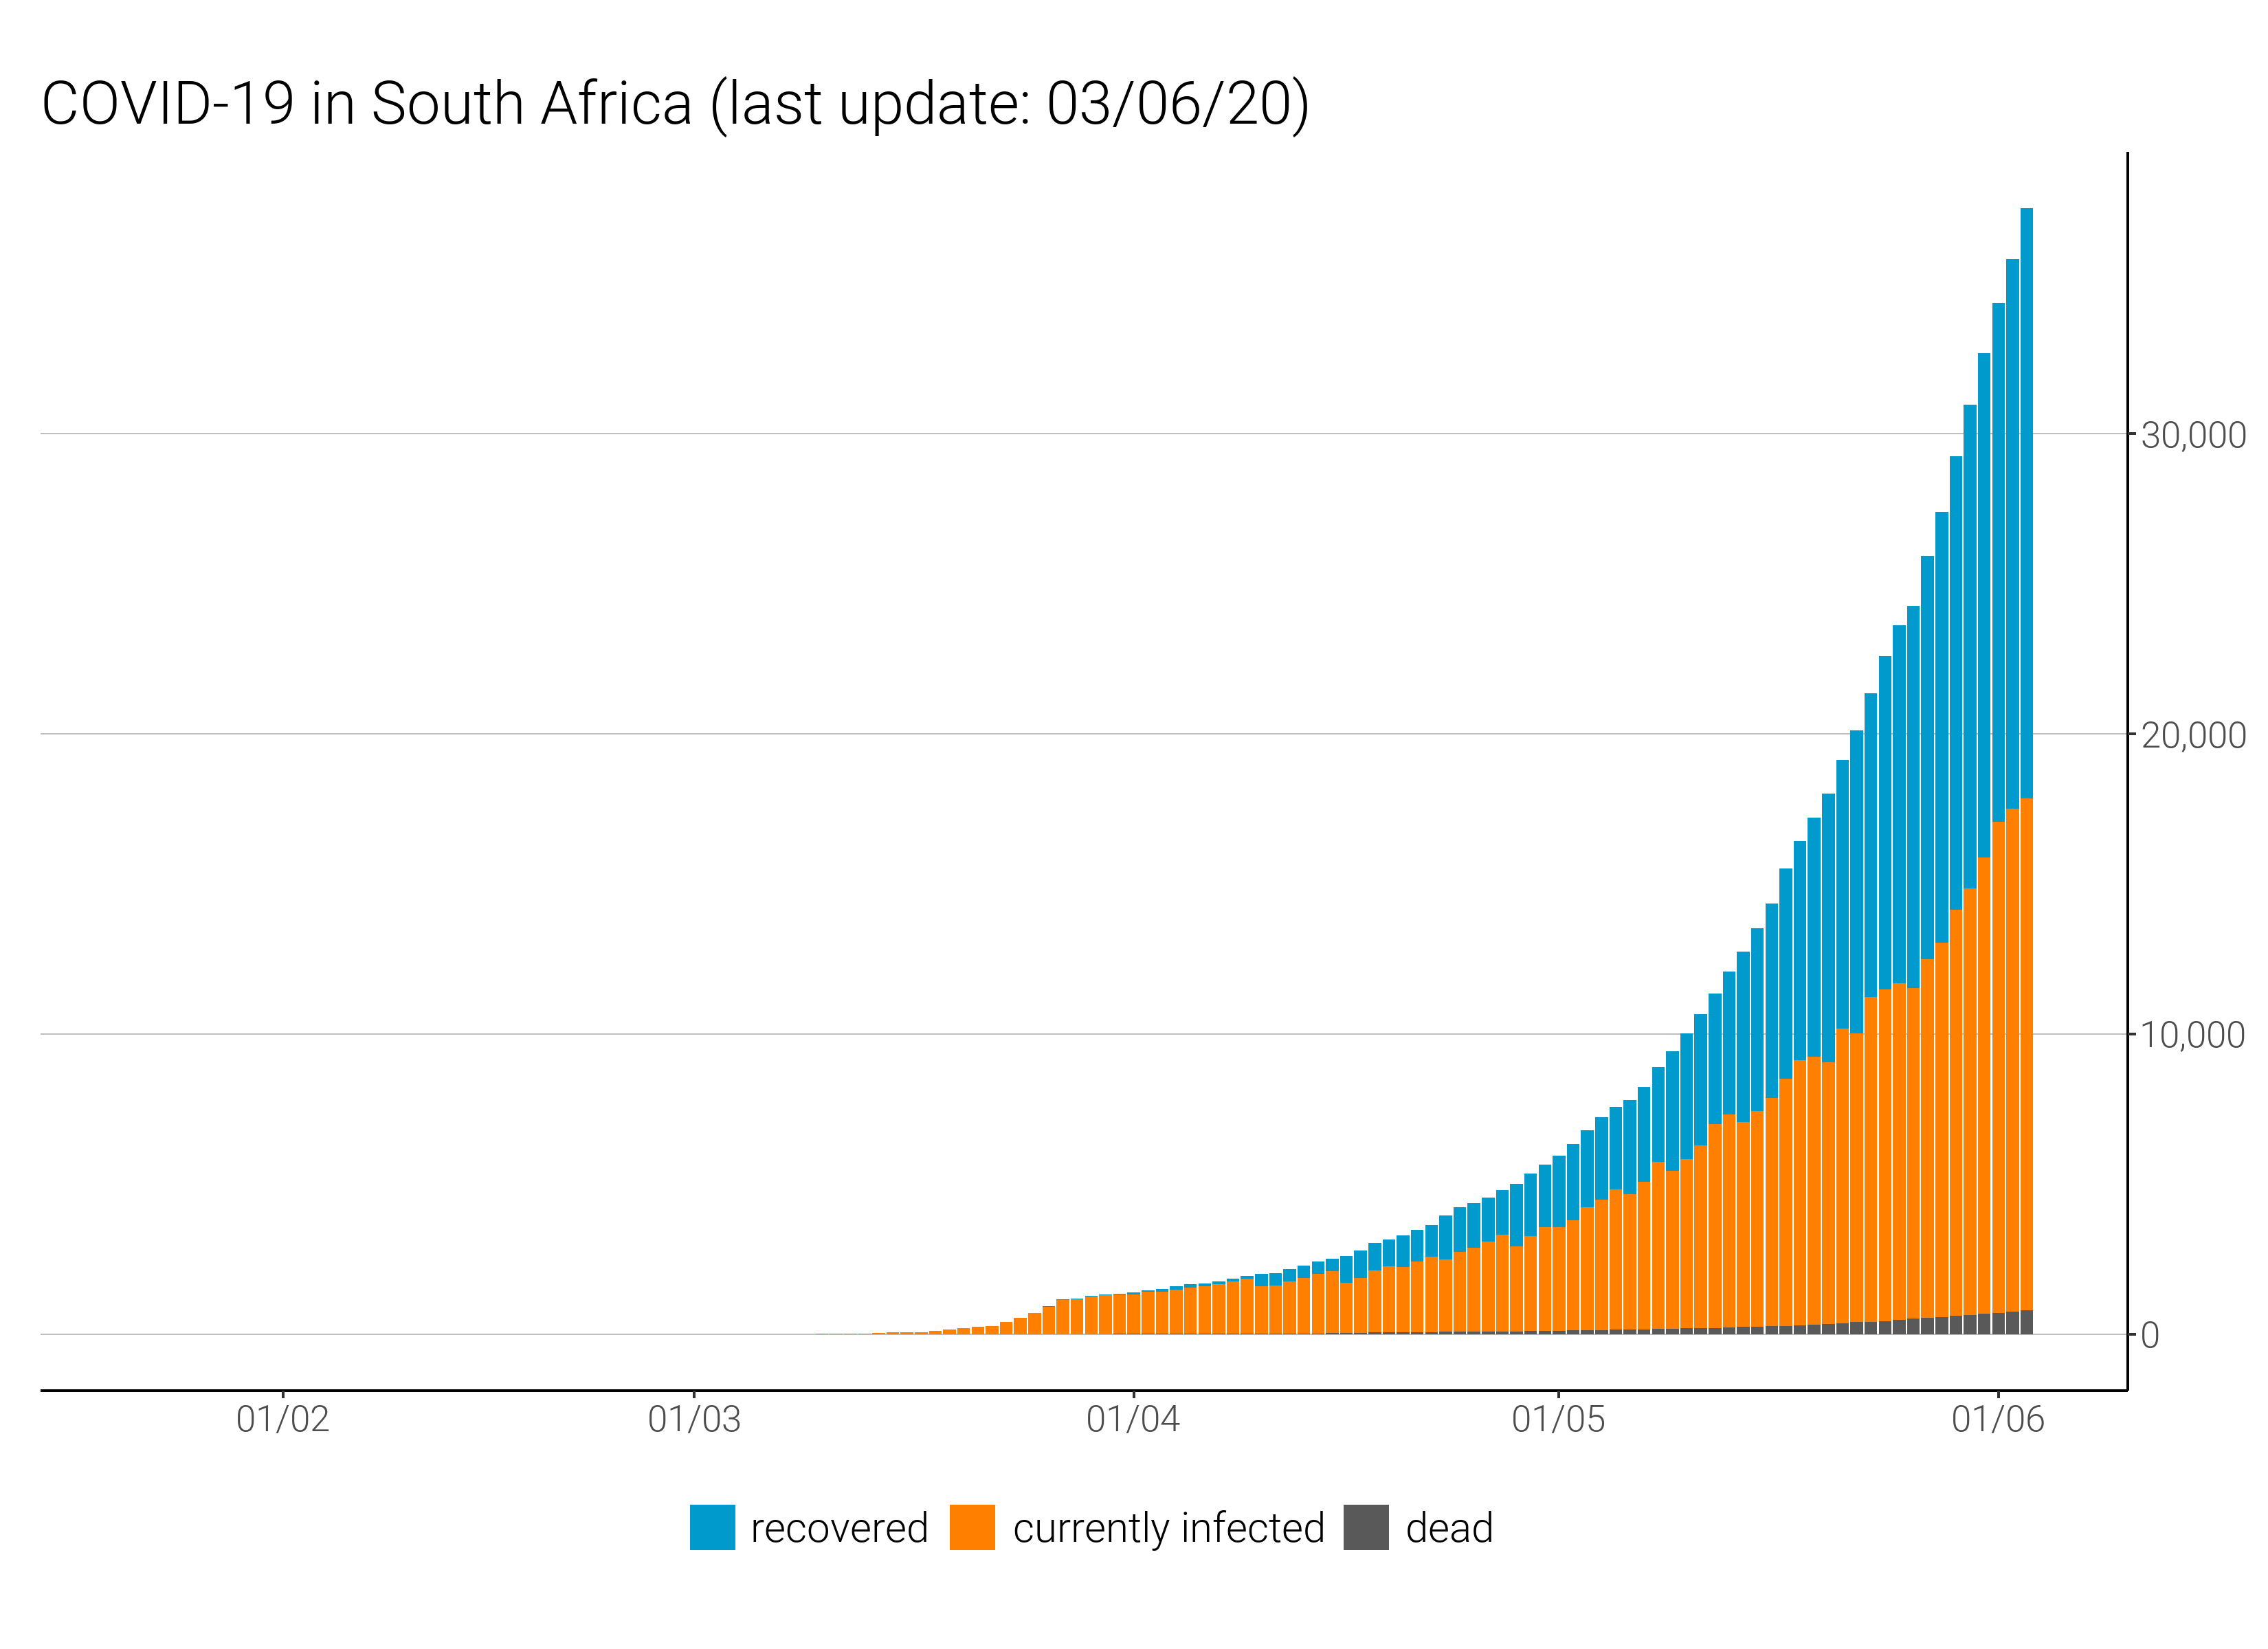 COVID-19 in South Africa (last update: 03/06/20)
30,000
20,000
10,000
0
01/02 01/03 01/04 01/05 01/06
recovered currently infected dead